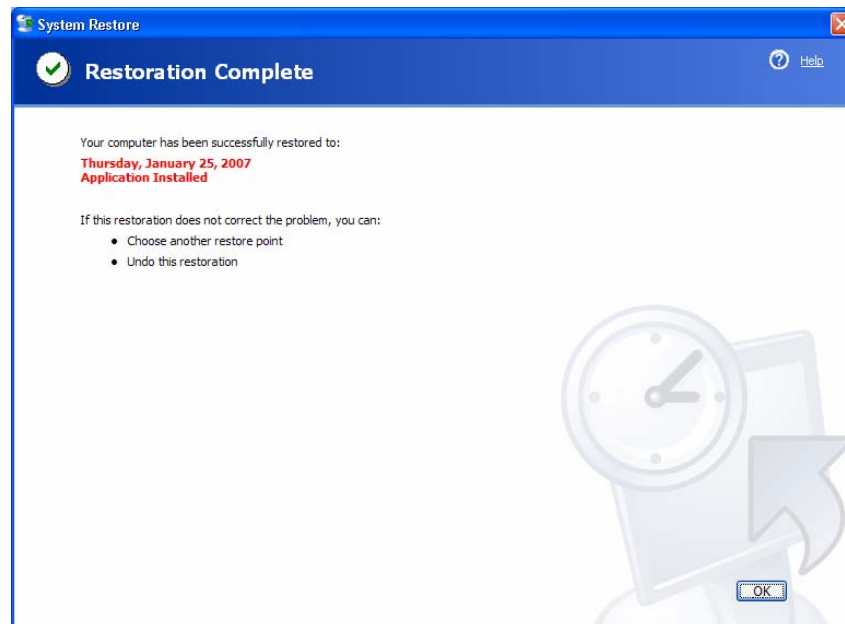 System Restore
Restoration Complete
Help
Your computer has been successfully restored to:
Thursday, January 25, 2007
Application Installed
If this restoration does not correct the problem, you can:
• Choose another restore point
• Undo this restoration
OK